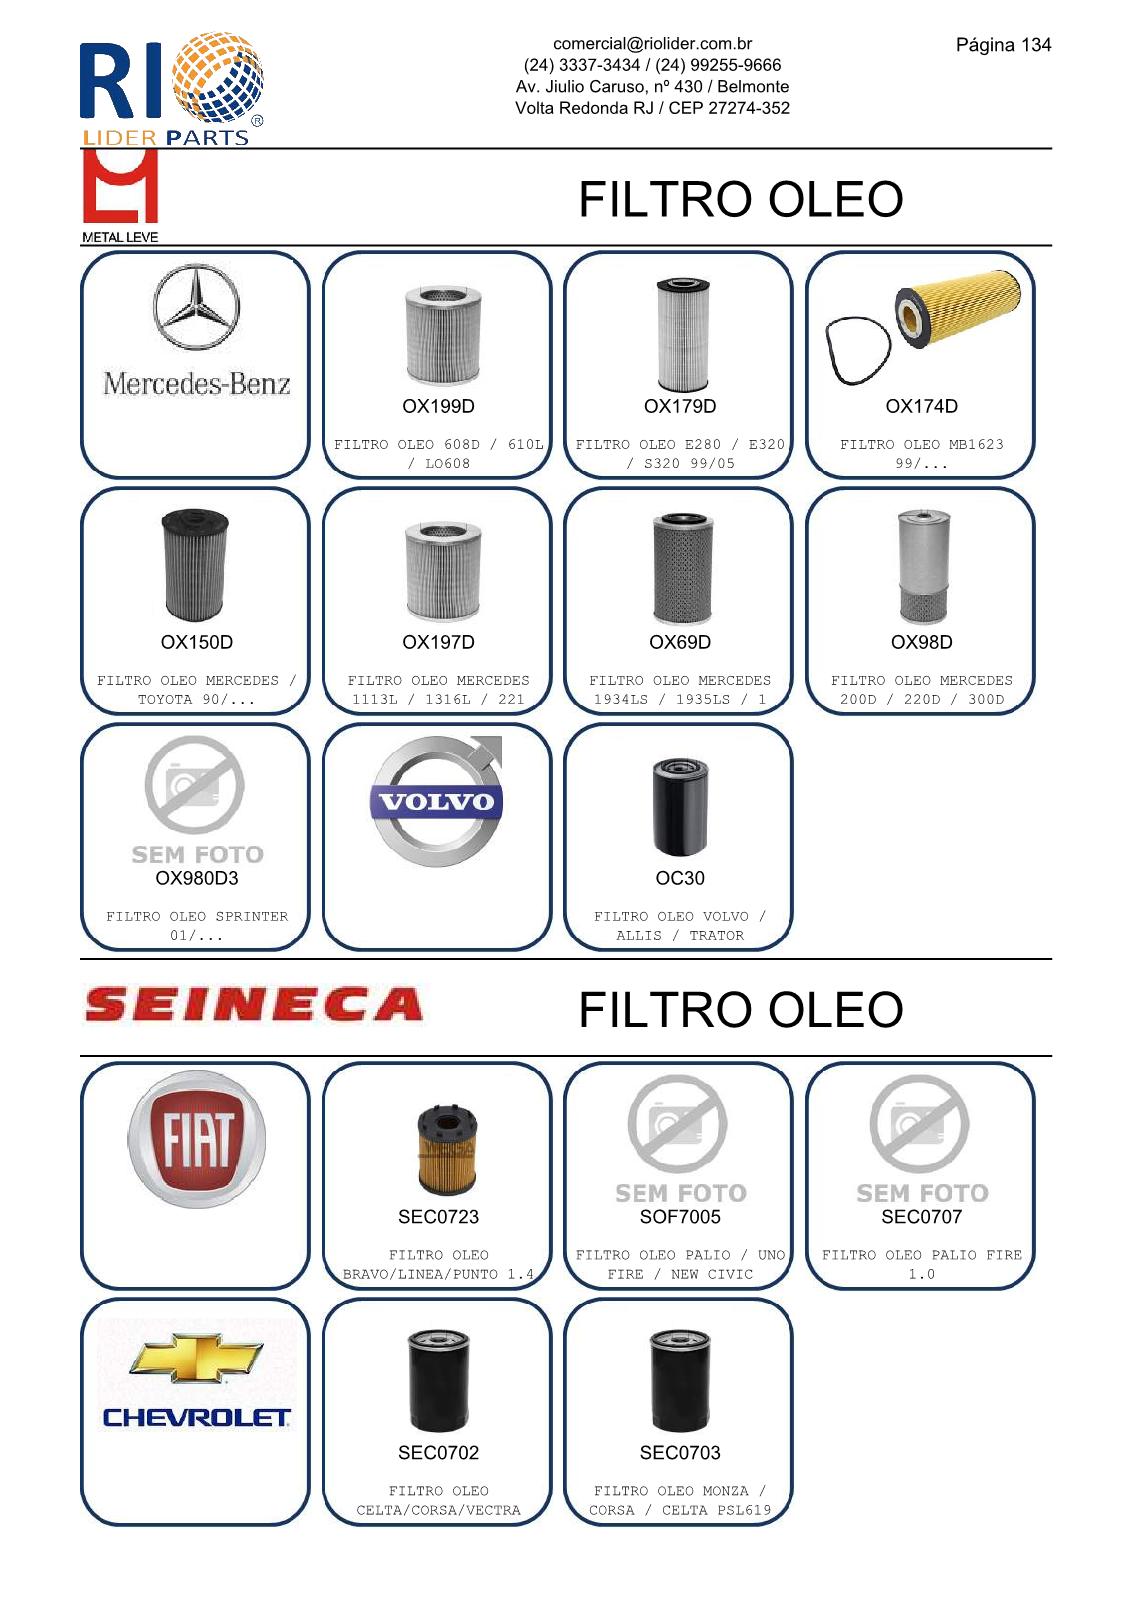 RIO
LIDER PARTS
®
comercial@riolider.com.br
(24) 3337-3434 / (24) 99255-9666
Av. Jiulio Caruso, nº 430 / Belmonte
Volta Redonda RJ / CEP 27274-352
Página 134
METAL LEVE
FILTRO OLEO
Mercedes-Benz
OX199D
FILTRO OLEO 608D / 610L
/ LO608
OX179D
FILTRO OLEO E280 / E320
/ S320 99/05
OX174D
FILTRO OLEO MB1623
99/...
OX150D
FILTRO OLEO MERCEDES /
TOYOTA 90/...
OX197D
FILTRO OLEO MERCEDES
1113L / 1316L / 221
OX69D
FILTRO OLEO MERCEDES
1934LS / 1935LS / 1
OX98D
FILTRO OLEO MERCEDES
200D / 220D / 300D
SEM FOTO
OX980D3
FILTRO OLEO SPRINTER
01/...
VOLVO
OC30
FILTRO OLEO VOLVO /
ALLIS / TRATOR
SEINECA
FILTRO OLEO
FIAT
SEC0723
FILTRO OLEO
BRAVO/LINEA/PUNTO 1.4
SEM FOTO
SOF7005
FILTRO OLEO PALIO / UNO
FIRE / NEW CIVIC
SEM FOTO
SEC0707
FILTRO OLEO PALIO FIRE
1.0
CHEVROLET
SEC0702
FILTRO OLEO
CELTA/CORSA/VECTRA
SEC0703
FILTRO OLEO MONZA /
CORSA / CELTA PSL619